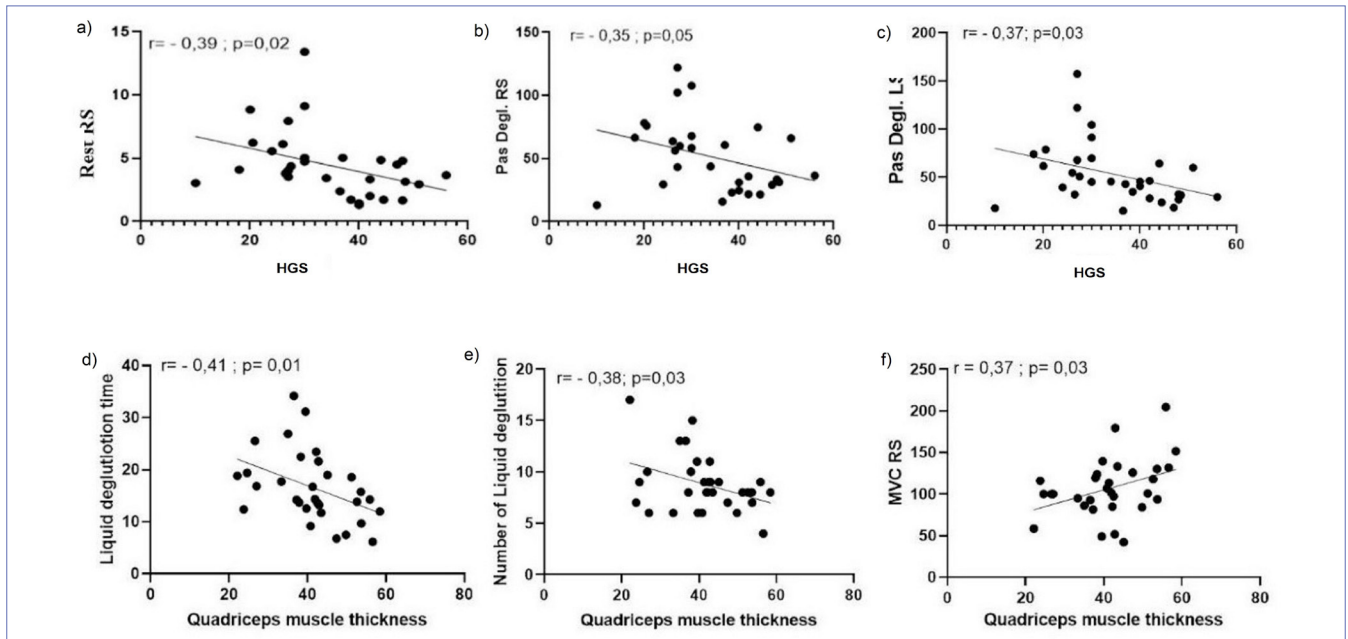 a)
r= - 0,39 ; p=0,02
Rest RS
15
10
5
0
0 20 40 60
HGS
b)
r= - 0,35 ; p=0,05
Pas Degl. RS
150
100
50
0
0 20 40 60
HGS
c)
r= - 0,37; p=0,03
Pas Degl. LS
200
150
100
50
0
0 20 40 60
HGS
d)
r= - 0,41 ; p= 0,01
Liquid deglutotion time
40
30
20
10
0
0 20 40 60 80
Quadriceps muscle thickness
e)
r= - 0,38; p=0,03
Number of Liquid deglutition
20
15
10
5
0
0 20 40 60 80
Quadriceps muscle thickness
f)
r = 0,37 ; p= 0,03
MVC RS
250
200
150
100
50
0
0 20 40 60 80
Quadriceps muscle thickness